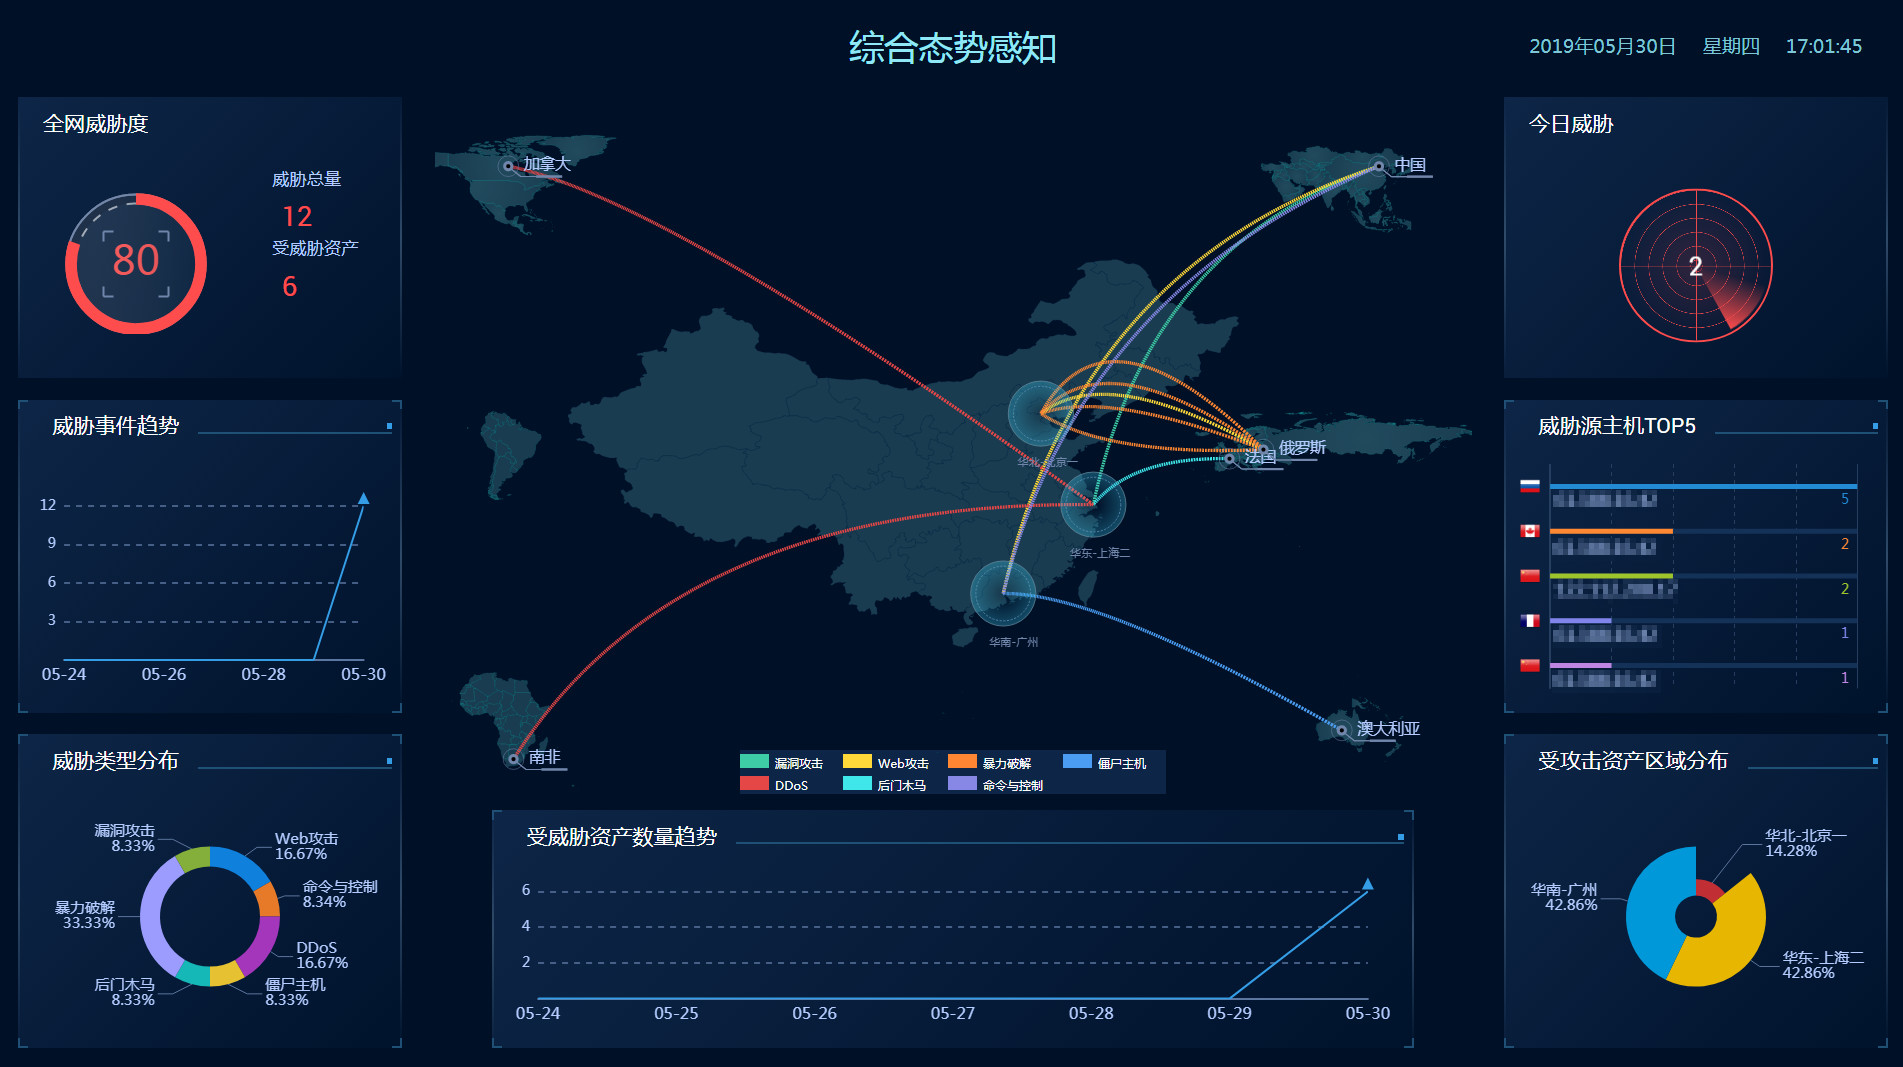 综合态势感知
2019年05月30日 星期四 17:01:45
全网威胁度
80
威胁总量
12
受威胁资产
6
威胁事件趋势
12
9
6
3
05-24 05-26 05-28 05-30
威胁类型分布
漏洞攻击
8.33%
Web攻击
16.67%
命令与控制
8.34%
暴力破解
33.33%
DDoS
16.67%
后门木马
8.33%
僵尸主机
8.33%
加拿大
中国
俄罗斯
法国
华北-北京一
华东-上海二
华南-广州
南非
澳大利亚
漏洞攻击 Web攻击 暴力破解 僵尸主机
DDoS 后门木马 命令与控制
受威胁资产数量趋势
6
4
2
05-24 05-25 05-26 05-27 05-28 05-29 05-30
今日威胁
2
威胁源主机TOP5
5
2
2
1
1
受攻击资产区域分布
华北-北京一
14.28%
华南-广州
42.86%
华东-上海二
42.86%